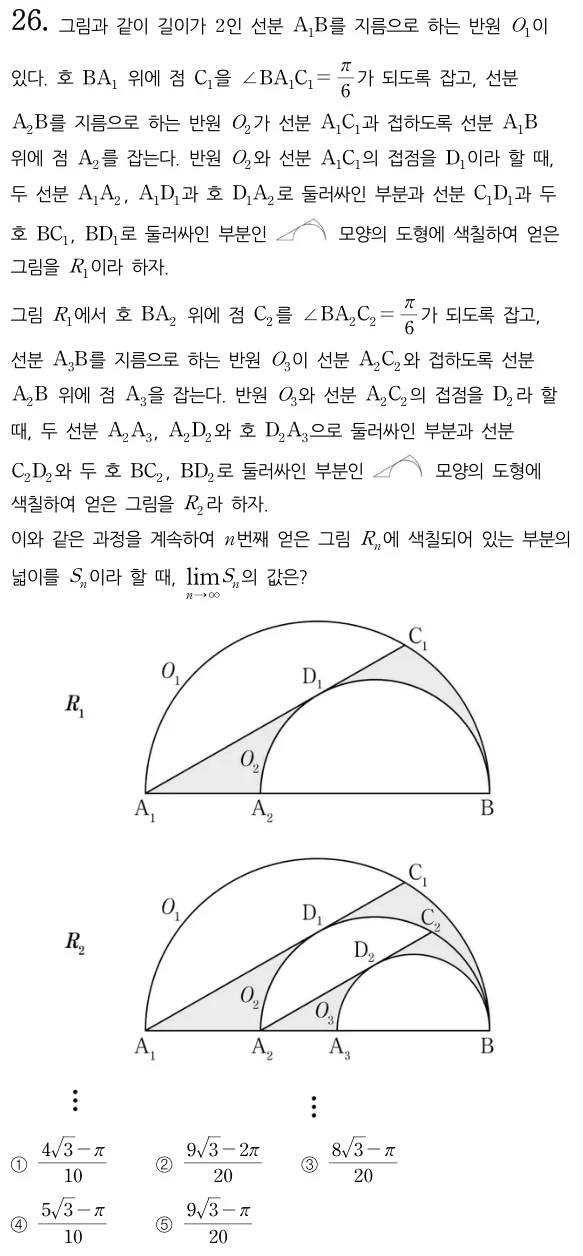 26. 그림과 같이 길이가 2인 선분 A₁B를 지름으로 하는 반원 O₁이
있다. 호 BA₁ 위에 점 C₁을 ∠BA₁C₁ = π/6가 되도록 잡고, 선분
A₂B를 지름으로 하는 반원 O₂가 선분 A₁C₁과 접하도록 선분 A₁B
위에 점 A₂를 잡는다. 반원 O₂와 선분 A₁C₁의 접점을 D₁이라 할 때,
두 선분 A₁A₂, A₁D₁과 호 D₁A₂로 둘러싸인 부분과 선분 C₁D₁과 두
호 BC₁, BD₁로 둘러싸인 부분인 모양의 도형에 색칠하여 얻은
그림을 R₁이라 하자.
그림 R₁에서 호 BA₂ 위에 점 C₂를 ∠BA₂C₂ = π/6가 되도록 잡고,
선분 A₃B를 지름으로 하는 반원 O₃이 선분 A₂C₂와 접하도록 선분
A₂B 위에 점 A₃을 잡는다. 반원 O₃와 선분 A₂C₂의 접점을 D₂라 할
때, 두 선분 A₂A₃, A₂D₂와 호 D₂A₃으로 둘러싸인 부분과 선분
C₂D₂와 두 호 BC₂, BD₂로 둘러싸인 부분인 모양의 도형에
색칠하여 얻은 그림을 R₂라 하자.
이와 같은 과정을 계속하여 n번째 얻은 그림 Rₙ에 색칠되어 있는 부분의
넓이를 Sₙ이라 할 때, lim n→∞ Sₙ의 값은?
R₁
O₁
C₁
D₁
O₂
A₁ A₂ B
R₂
O₁
C₁
D₁
C₂
D₂
O₂
O₃
A₁ A₂ A₃ B
⋮ ⋮
① (4√3−π)/10 ② (9√3−2π)/20 ③ (8√3−π)/20
④ (5√3−π)/10 ⑤ (9√3−π)/20